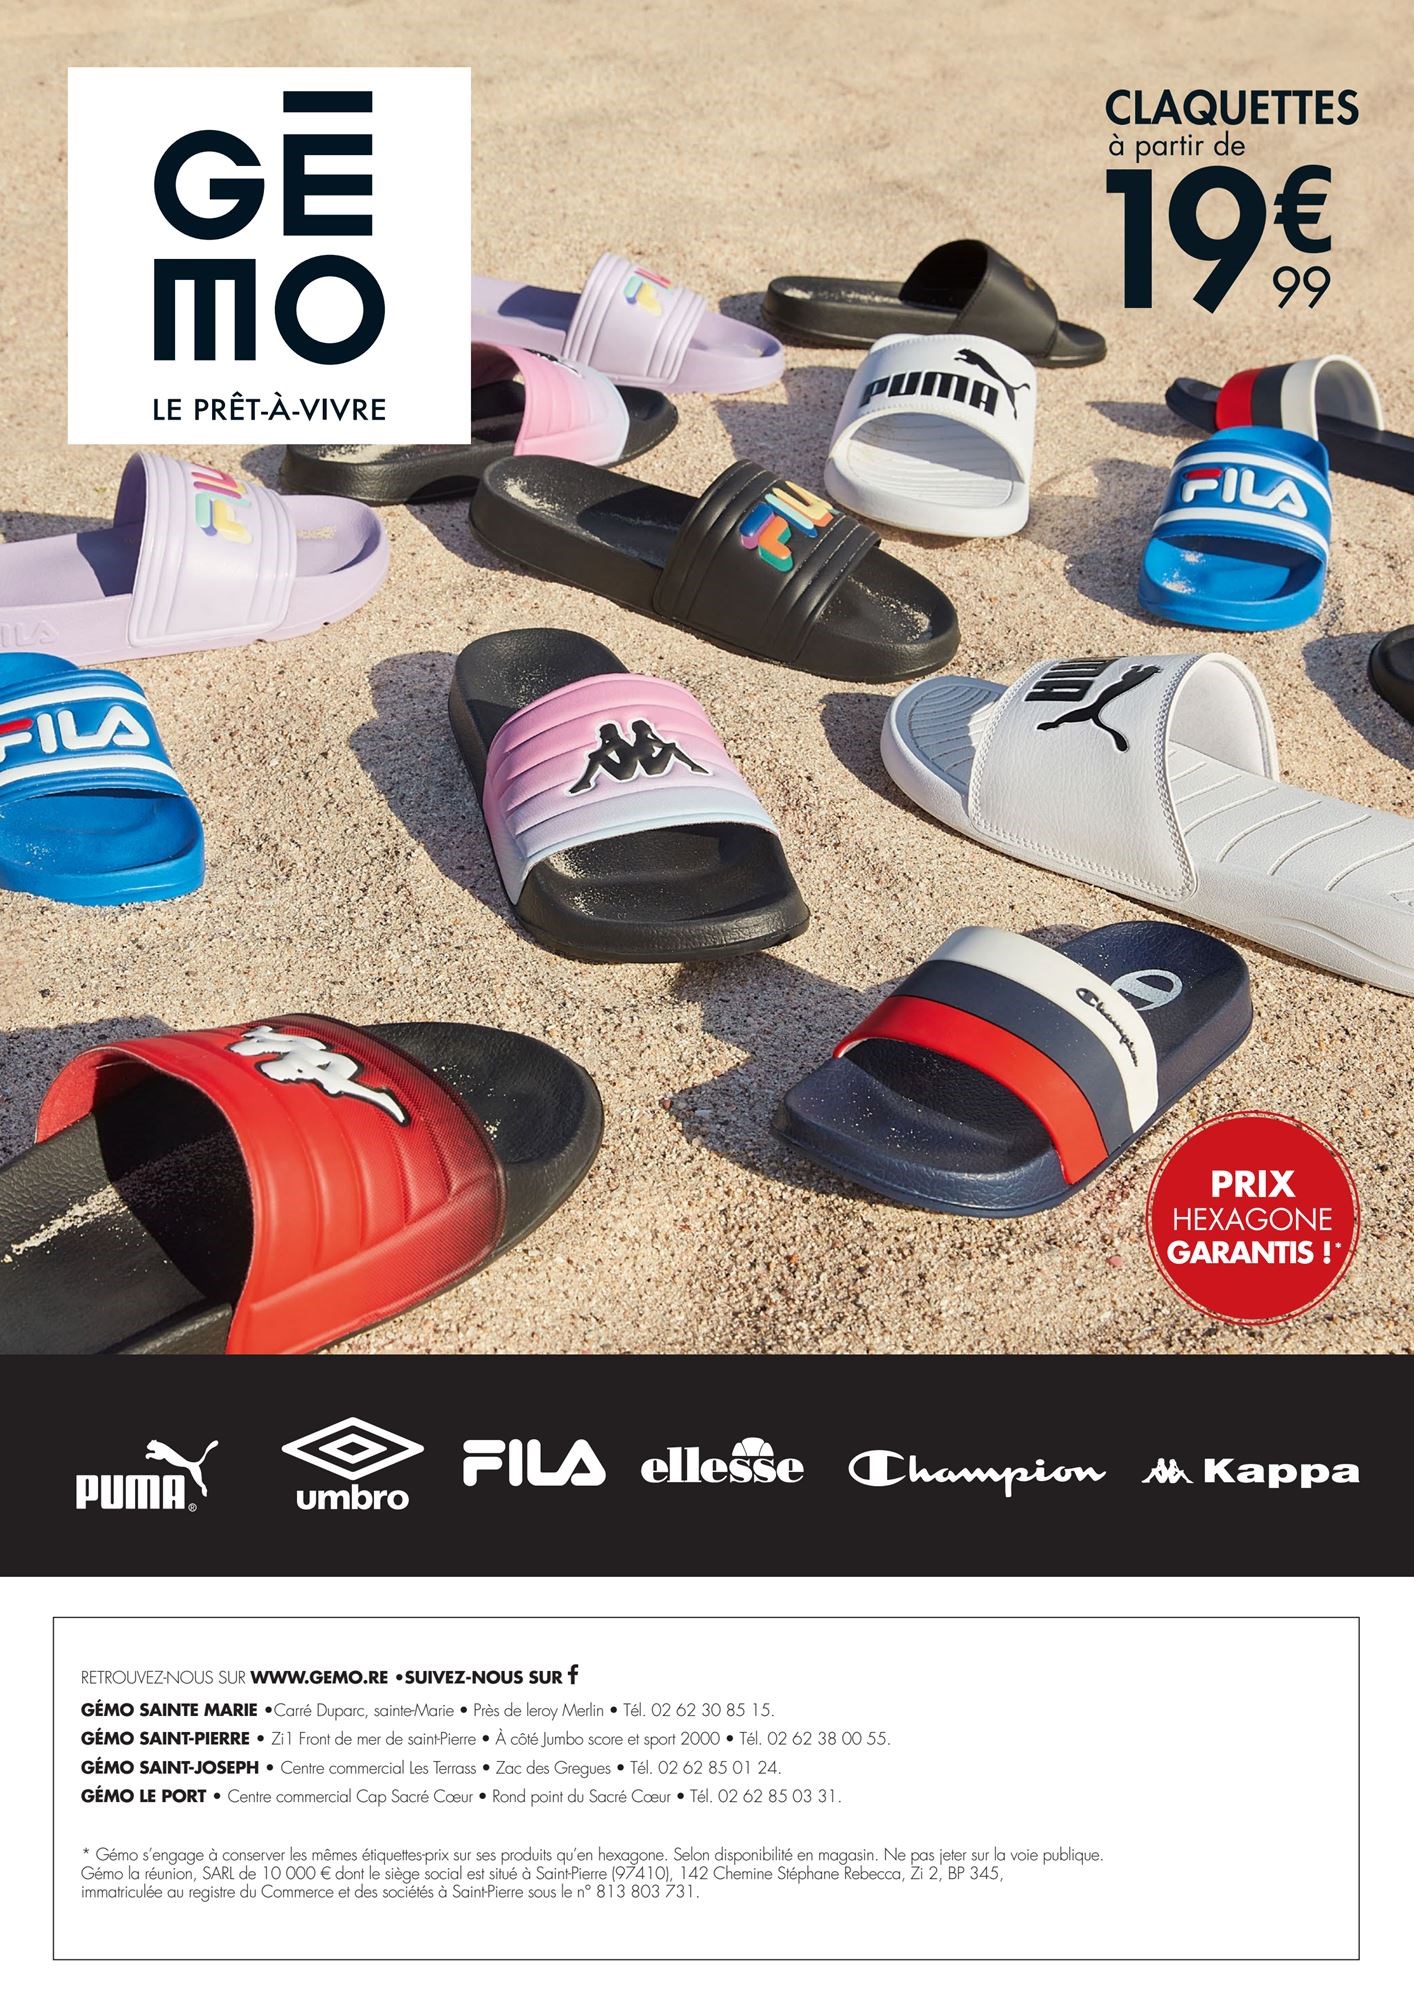 GĒMO
LE PRÊT-À-VIVRE
CLAQUETTES
à partir de
19€99
FILA
PUMA
FILA
FILA
FILA
FILA
FILA
PUMA
Champion
PRIX
HEXAGONE
GARANTIS !*
PUMA®
umbro
FILA
ellesse
Champion
Kappa
RETROUVEZ-NOUS SUR WWW.GEMO.RE •SUIVEZ-NOUS SUR f
GÉMO SAINTE MARIE •Carré Duparc, sainte-Marie • Près de leroy Merlin • Tél. 02 62 30 85 15.
GÉMO SAINT-PIERRE • Zi1 Front de mer de saint-Pierre • À côté Jumbo score et sport 2000 • Tél. 02 62 38 00 55.
GÉMO SAINT-JOSEPH • Centre commercial Les Terrass • Zac des Gregues • Tél. 02 62 85 01 24.
GÉMO LE PORT • Centre commercial Cap Sacré Cœur • Rond point du Sacré Cœur • Tél. 02 62 85 03 31.
* Gémo s'engage à conserver les mêmes étiquettes-prix sur ses produits qu'en hexagone. Selon disponibilité en magasin. Ne pas jeter sur la voie publique.
Gémo la réunion, SARL de 10 000 € dont le siège social est situé à Saint-Pierre (97410), 142 Chemine Stéphane Rebecca, Zi 2, BP 345,
immatriculée au registre du Commerce et des sociétés à Saint-Pierre sous le n° 813 803 731.